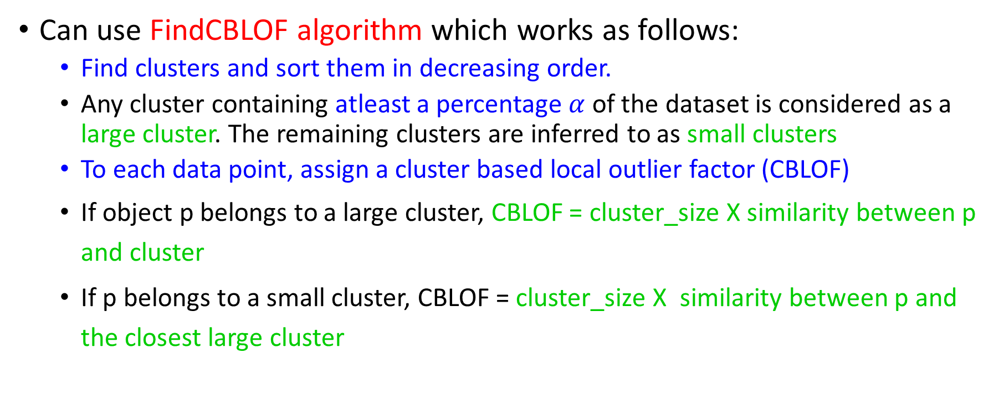 • Can use FindCBLOF algorithm which works as follows:
• Find clusters and sort them in decreasing order.
• Any cluster containing atleast a percentage 𝛼 of the dataset is considered as a
large cluster. The remaining clusters are inferred to as small clusters
• To each data point, assign a cluster based local outlier factor (CBLOF)
• If object p belongs to a large cluster, CBLOF = cluster_size X similarity between p
and cluster
• If p belongs to a small cluster, CBLOF = cluster_size X  similarity between p and
the closest large cluster